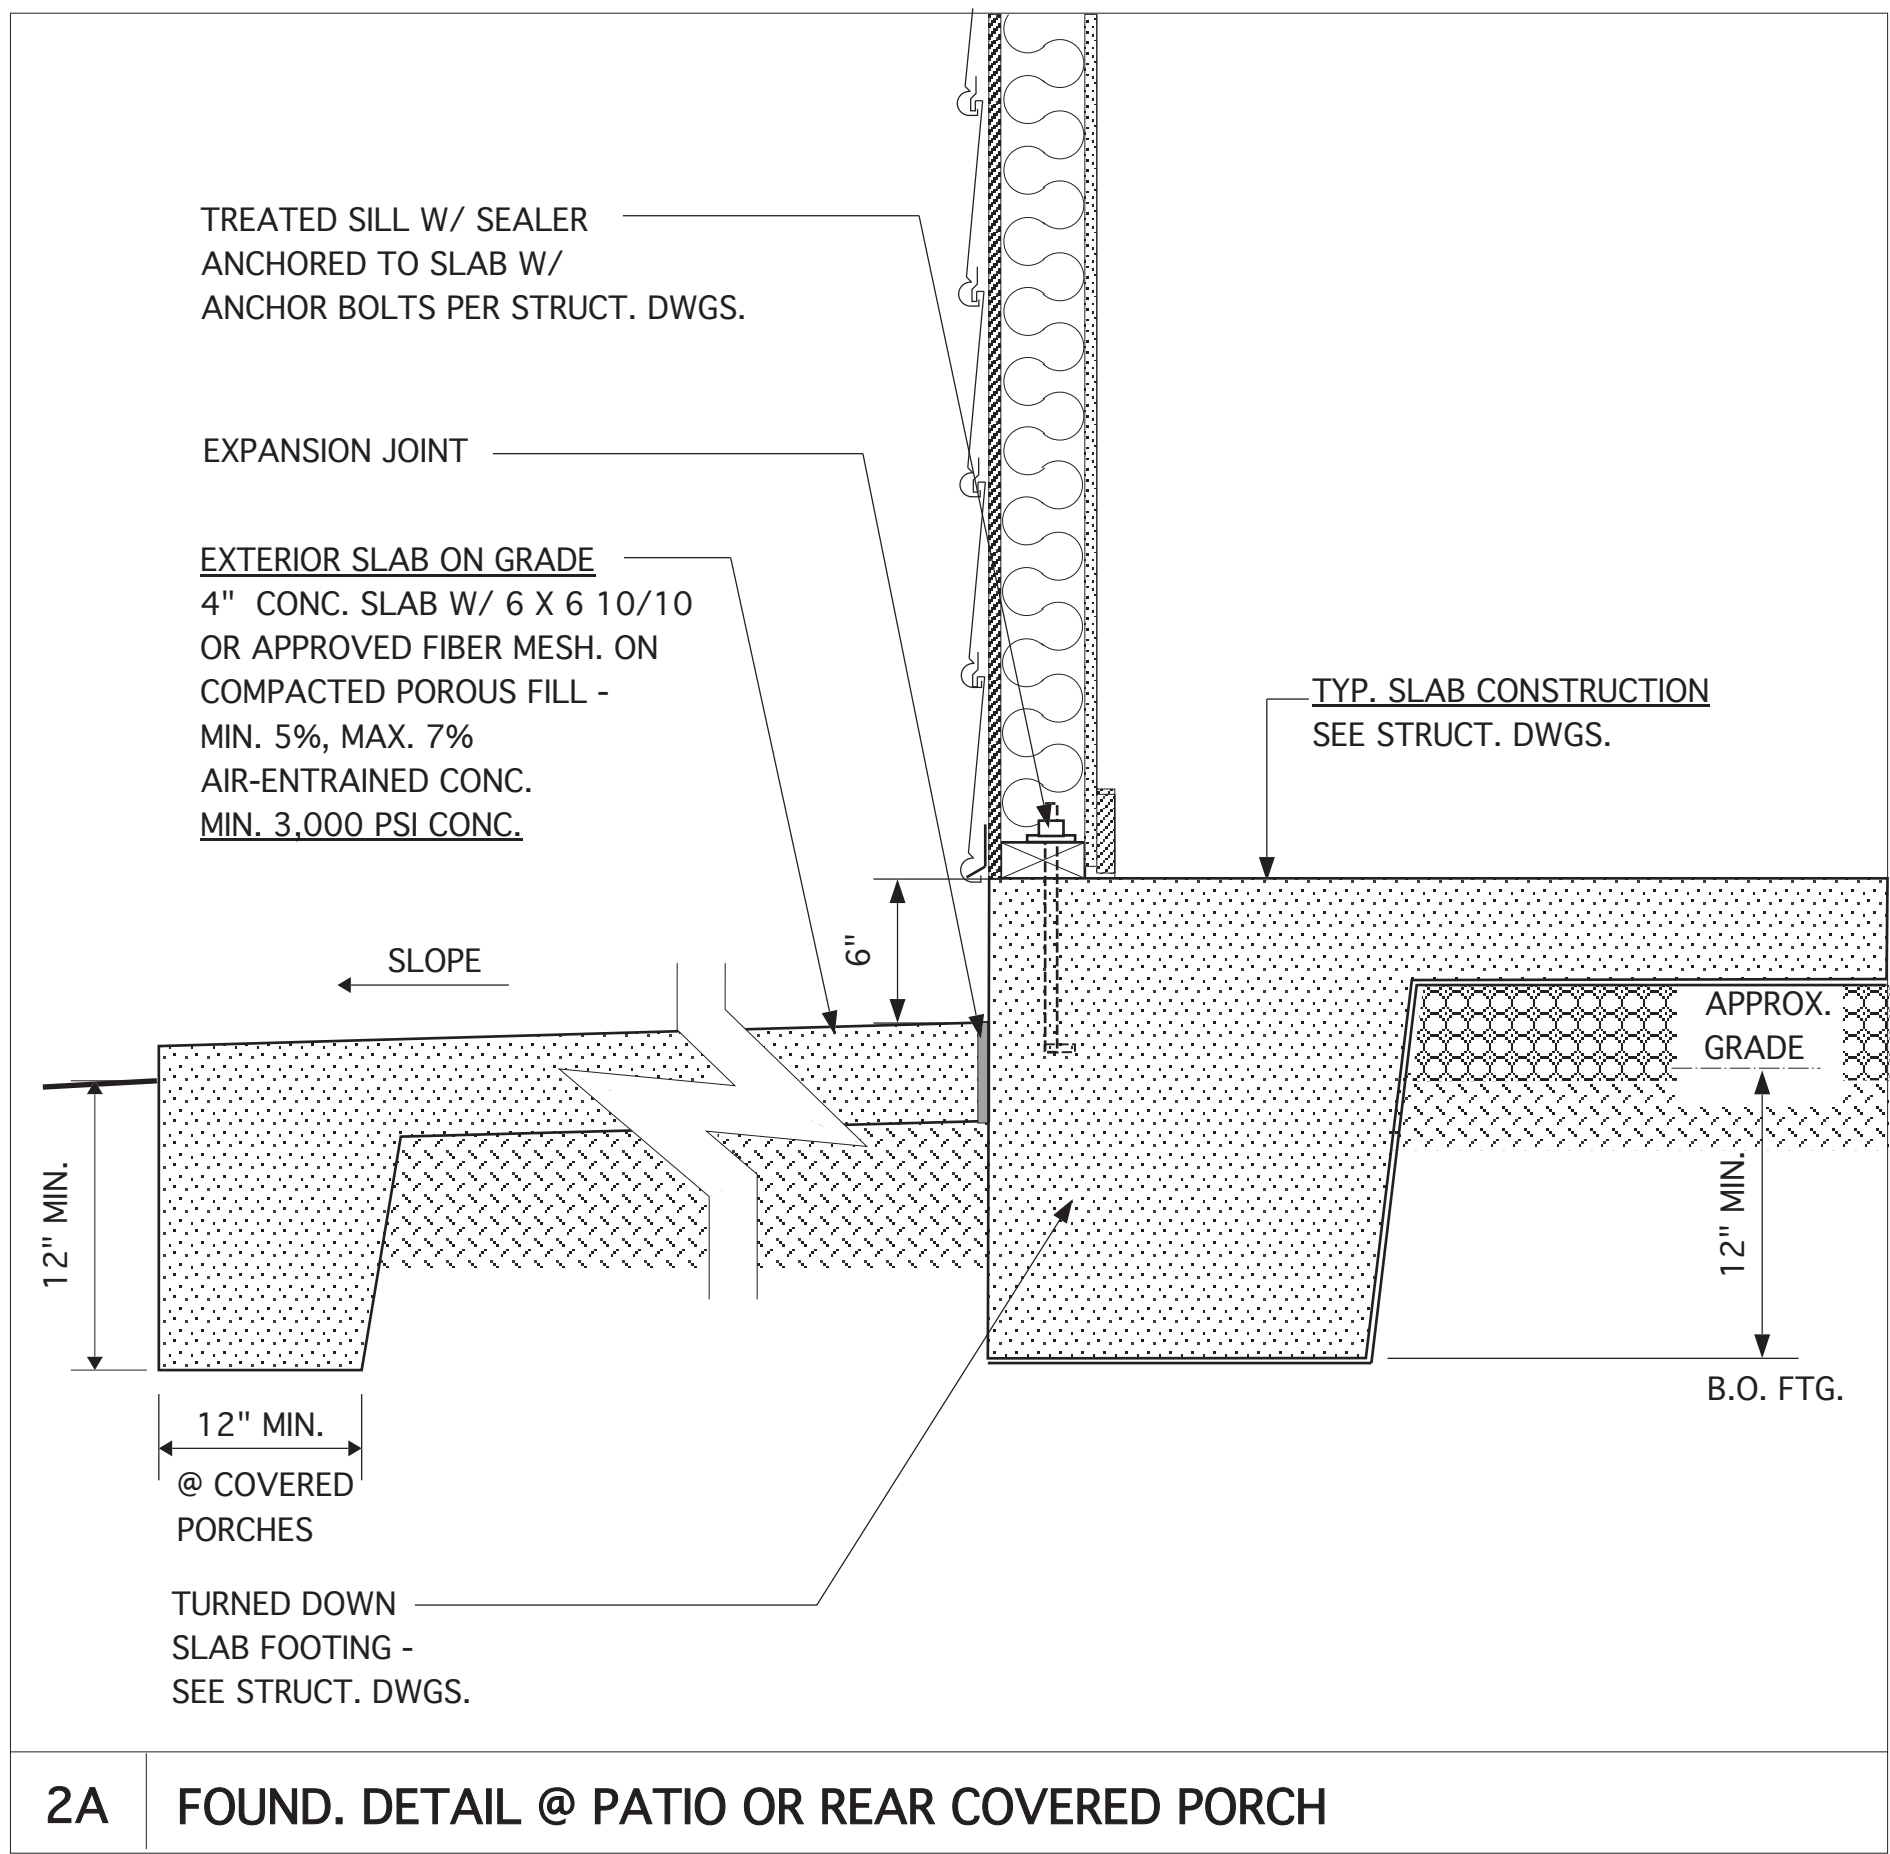 TREATED SILL W/ SEALER
ANCHORED TO SLAB W/
ANCHOR BOLTS PER STRUCT. DWGS.
EXPANSION JOINT
EXTERIOR SLAB ON GRADE
4" CONC. SLAB W/ 6 X 6 10/10
OR APPROVED FIBER MESH. ON
COMPACTED POROUS FILL -
MIN. 5%, MAX. 7%
AIR-ENTRAINED CONC.
MIN. 3,000 PSI CONC.
TYP. SLAB CONSTRUCTION
SEE STRUCT. DWGS.
6"
SLOPE
APPROX.
GRADE
12" MIN.
12" MIN.
B.O. FTG.
12" MIN.
@ COVERED
PORCHES
TURNED DOWN
SLAB FOOTING -
SEE STRUCT. DWGS.
2A
FOUND. DETAIL @ PATIO OR REAR COVERED PORCH